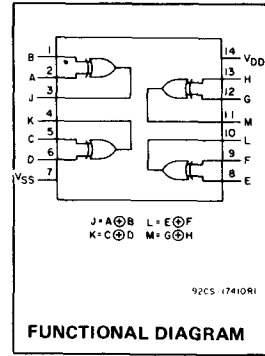 B 1
A 2
J 3
K 4
C 5
D 6
VSS 7
14 VDD
13 H
12 G
11 M
10 L
9 F
8 E
J=A⊕B L=E⊕F
K=C⊕D M=G⊕H
92CS-17410R1
FUNCTIONAL DIAGRAM